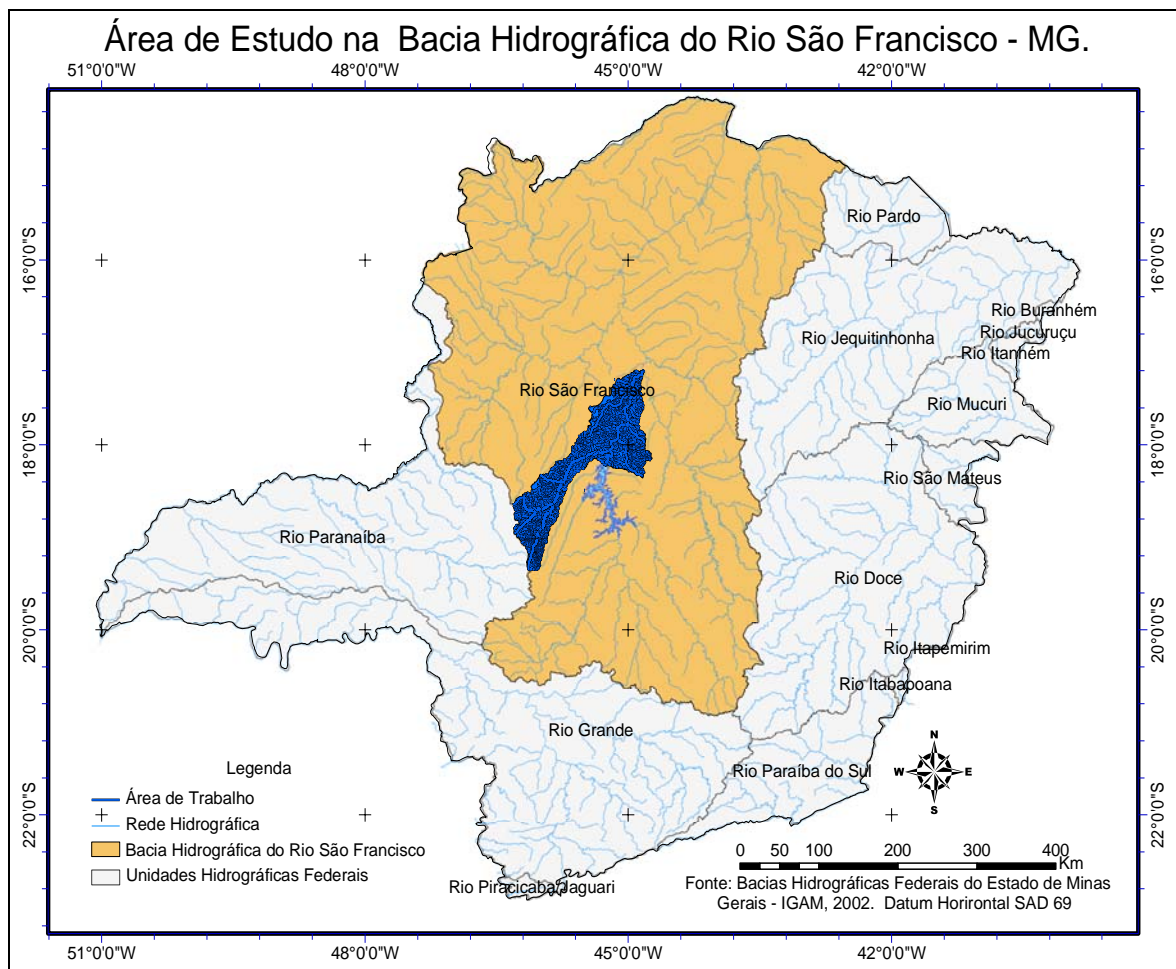 Área de Estudo na Bacia Hidrográfica do Rio São Francisco - MG.
51°0'0"W 48°0'0"W 45°0'0"W 42°0'0"W
Rio Pardo
16°0'0"S 16°0'0"S
Rio Buranhém
Rio Jucuruçu
Rio Jequitinhonha
Rio Itanhém
Rio São Francisco
Rio Mucuri
18°0'0"S 18°0'0"S
Rio São Mateus
Rio Paranaíba
Rio Doce
20°0'0"S 20°0'0"S
Rio Itapemirim
Rio Itabapoana
Rio Grande
N
Legenda
Rio Paraíba do Sul
W E
Área de Trabalho
S
22°0'0"S 22°0'0"S
Rede Hidrográfica
Bacia Hidrográfica do Rio São Francisco
0 50 100 200 300 400
Km
Unidades Hidrográficas Federais
Rio Piracicaba/Jaguari
Fonte: Bacias Hidrográficas Federais do Estado de Minas
Gerais - IGAM, 2002. Datum Horirontal SAD 69
51°0'0"W 48°0'0"W 45°0'0"W 42°0'0"W